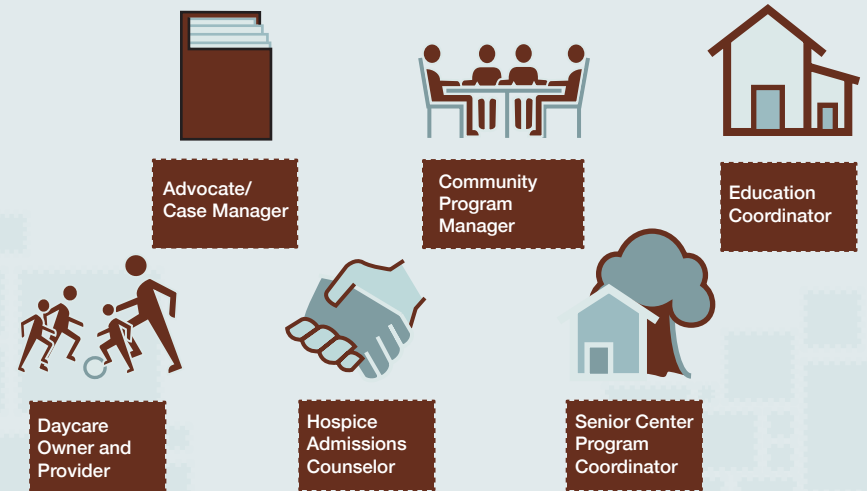 Advocate/
Case Manager
Community
Program
Manager
Education
Coordinator
Daycare
Owner and
Provider
Hospice
Admissions
Counselor
Senior Center
Program
Coordinator